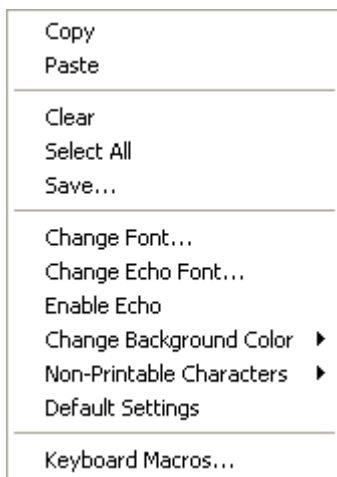 Copy
Paste
Clear
Select All
Save...
Change Font...
Change Echo Font...
Enable Echo
Change Background Color
Non-Printable Characters
Default Settings
Keyboard Macros...